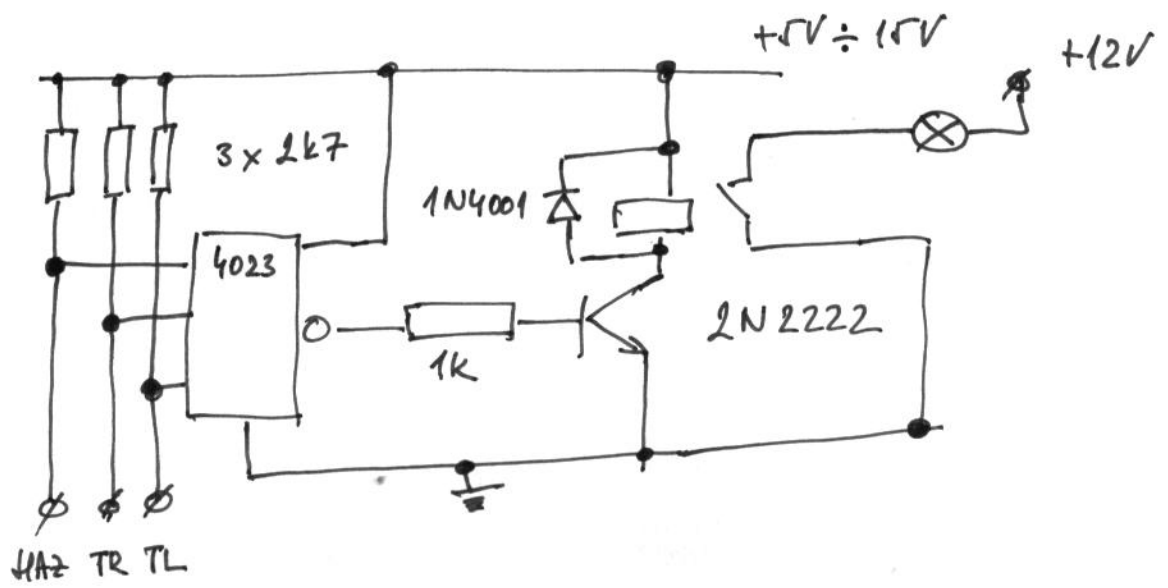 +5V ÷ 15V
+12V
3 x 2k7
1N4001
4023
1k
2N2222
HAZ TR TL